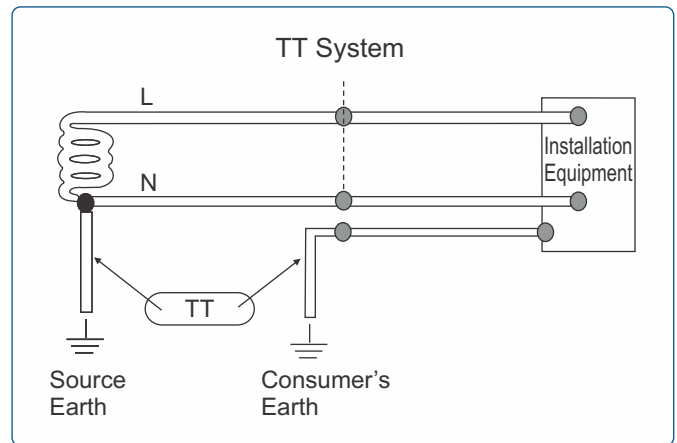 TT System
L
Installation
Equipment
N
TT
Source
Earth
Consumer's
Earth